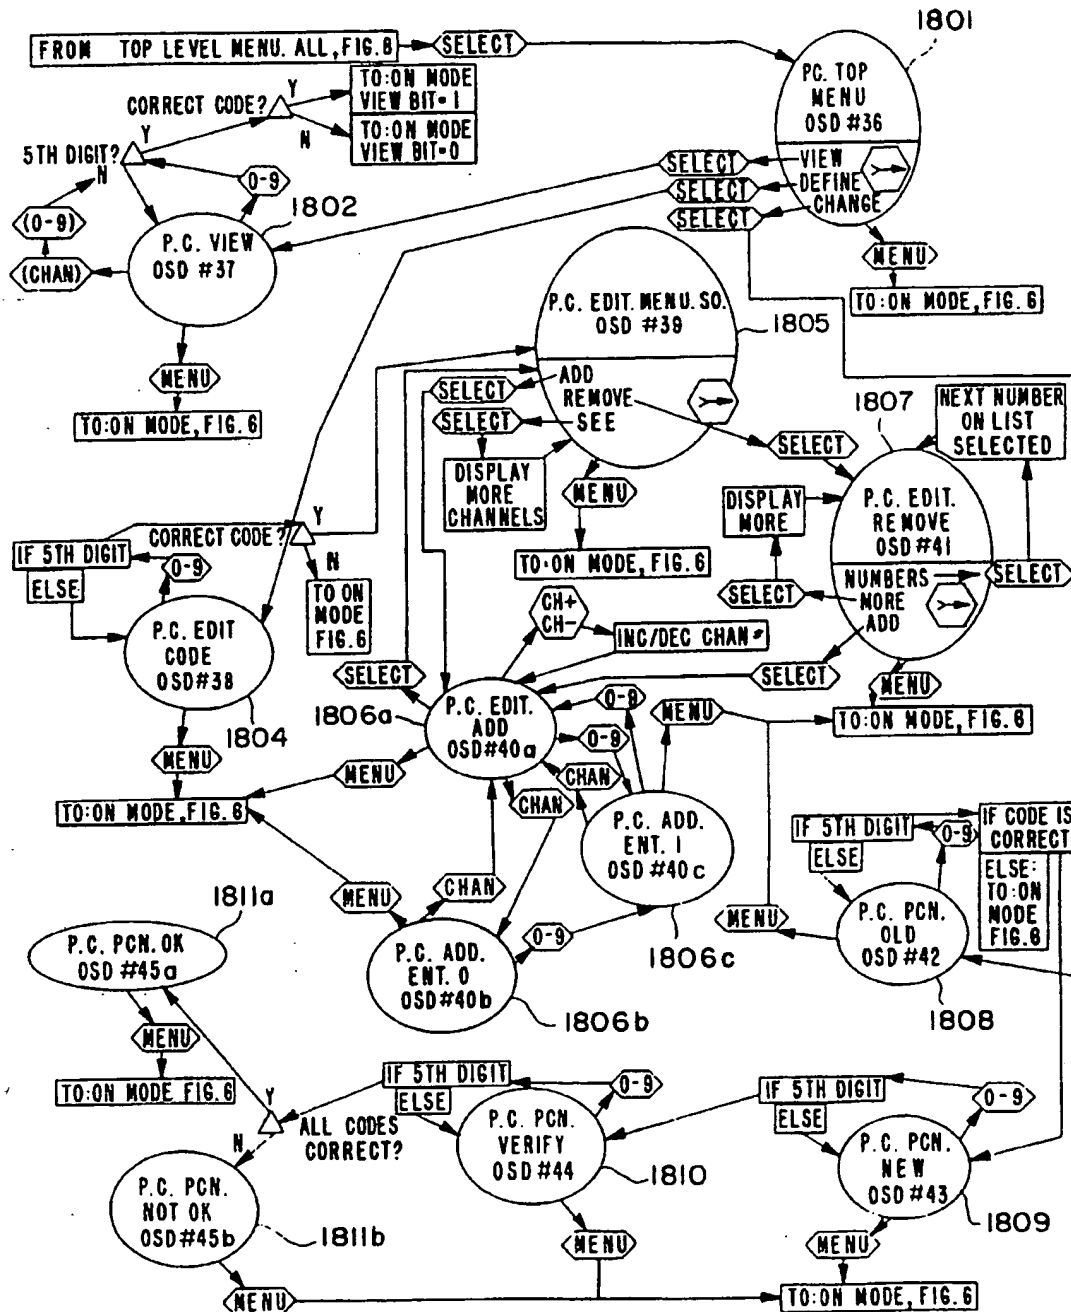 FROM TOP LEVEL MENU. ALL, FIG. 8
SELECT
1801
PC. TOP
MENU
OSD #36
VIEW
DEFINE
CHANGE
SELECT
SELECT
SELECT
MENU
TO:ON MODE, FIG. 6
CORRECT CODE?
Y
N
TO:ON MODE
VIEW BIT=1
TO:ON MODE
VIEW BIT=0
5TH DIGIT?
Y
N
0-9
(0-9)
(CHAN)
1802
P.C. VIEW
OSD #37
MENU
TO:ON MODE, FIG. 6
P.C. EDIT. MENU. SO.
OSD #39
1805
ADD
REMOVE
SEE
SELECT
SELECT
DISPLAY
MORE
CHANNELS
MENU
TO:ON MODE, FIG. 6
SELECT
1807
NEXT NUMBER
ON LIST
SELECTED
P.C. EDIT.
REMOVE
OSD #41
NUMBERS
MORE
ADD
DISPLAY
MORE
SELECT
SELECT
SELECT
MENU
TO:ON MODE, FIG. 6
CORRECT CODE?
Y
N
IF 5TH DIGIT
ELSE
0-9
TO ON
MODE
FIG. 6
P.C. EDIT
CODE
OSD#38
1804
MENU
TO:ON MODE, FIG. 6
CH+
CH-
INC/DEC CHAN#
SELECT
1806a
P.C. EDIT.
ADD
OSD#40a
MENU
0-9
0-9
MENU
CHAN
CHAN
P.C. ADD.
ENT. 1
OSD #40c
1806c
MENU
CHAN
0-9
P.C. ADD.
ENT. 0
OSD #40b
1806b
IF 5TH DIGIT
ELSE
0-9
IF CODE IS
CORRECT
ELSE:
TO:ON
MODE
FIG.6
MENU
P.C. PCN.
OLD
OSD #42
1808
1811a
P.C. PCN. OK
OSD #45a
MENU
TO:ON MODE FIG. 6
Y
N
ALL CODES
CORRECT?
IF 5TH DIGIT
ELSE
0-9
P.C. PCN.
VERIFY
OSD #44
1810
MENU
IF 5TH DIGIT
ELSE
0-9
P.C. PCN.
NEW
OSD #43
1809
MENU
P.C. PCN.
NOT OK
OSD #45b
1811b
MENU
TO:ON MODE, FIG. 6